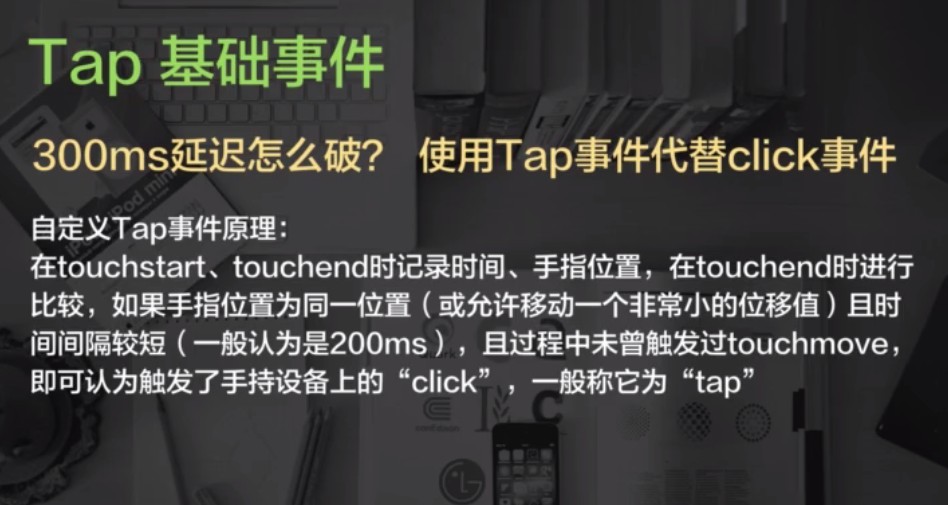 Tap 基础事件
300ms延迟怎么破？ 使用Tap事件代替click事件
自定义Tap事件原理：
在touchstart、touchend时记录时间、手指位置，在touchend时进行
比较，如果手指位置为同一位置（或允许移动一个非常小的位移值）且时
间间隔较短（一般认为是200ms），且过程中未曾触发过touchmove，
即可认为触发了手持设备上的“click”，一般称它为“tap”
iPod mini
LG